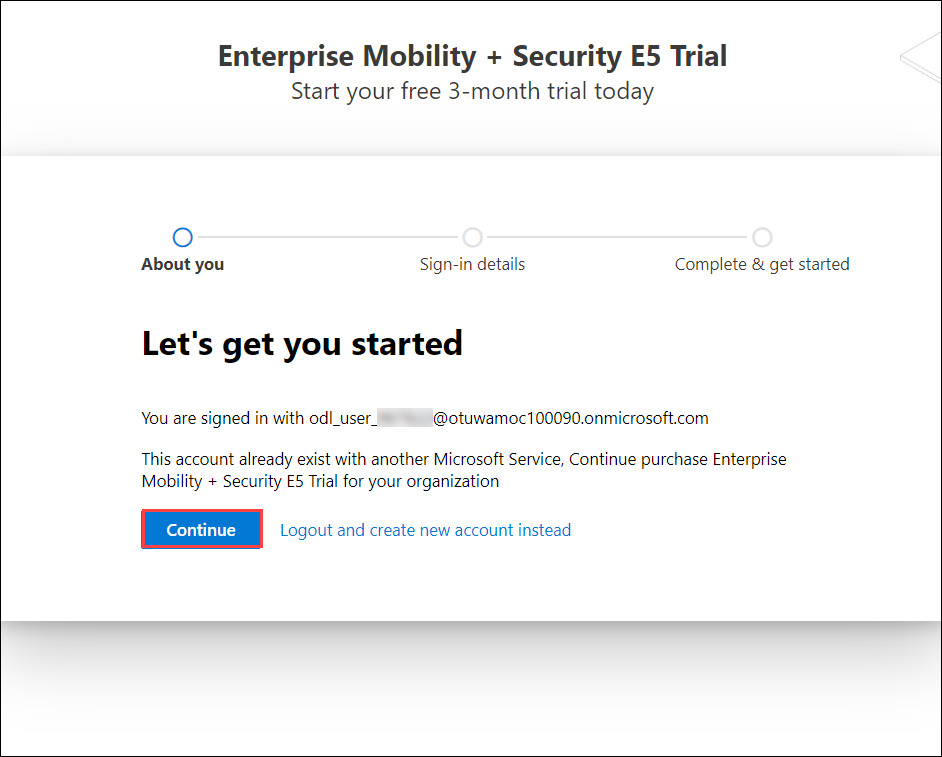 Enterprise Mobility + Security E5 Trial
Start your free 3-month trial today
About you
Sign-in details
Complete & get started
Let's get you started
You are signed in with odl_user_ @otuwamoc100090.onmicrosoft.com
This account already exist with another Microsoft Service, Continue purchase Enterprise
Mobility + Security E5 Trial for your organization
Continue
Logout and create new account instead